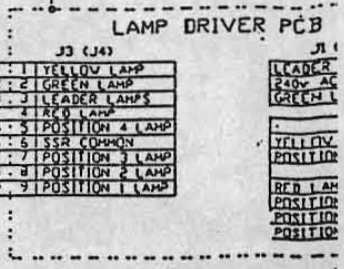 LAMP DRIVER PCB
J3 (J4)
1 YELLOW LAMP
2 GREEN LAMP
3 LEADER LAMPS
4 RED LAMP
5 POSITION 4 LAMP
6 SSR COMMON
7 POSITION 3 LAMP
8 POSITION 2 LAMP
9 POSITION 1 LAMP
J1 (
LEADER
240v AC
GREEN L
YELLOW
POSITION
RED LAM
POSITION
POSITION
POSITION